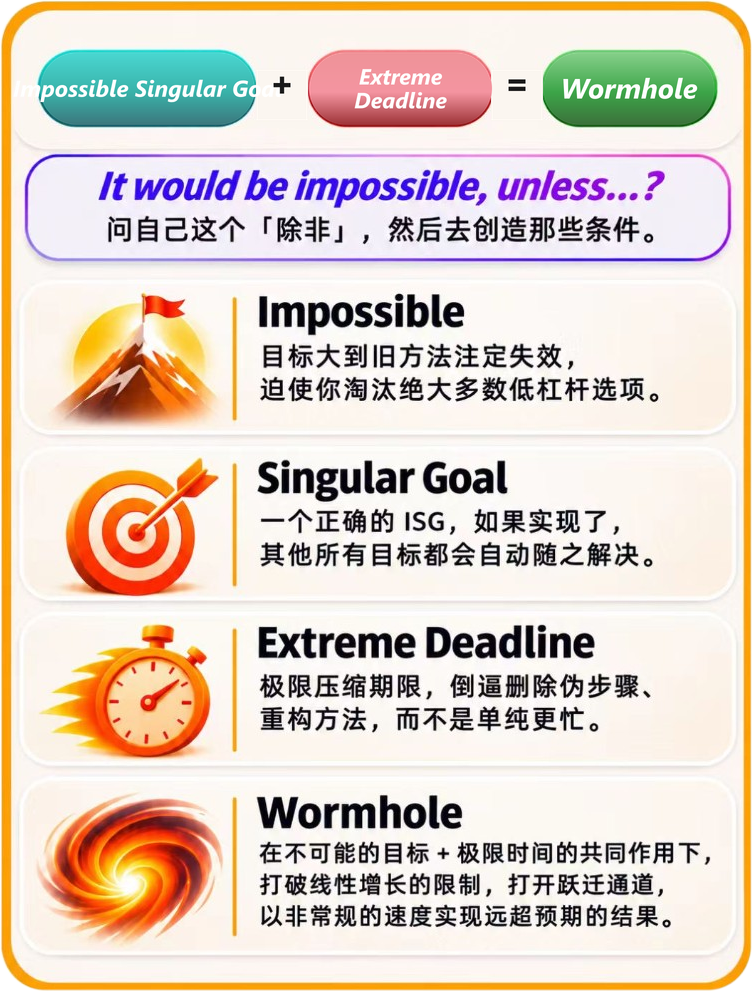 Impossible Singular Goal + Extreme Deadline = Wormhole
It would be impossible, unless...?
问自己这个「除非」，然后去创造那些条件。
Impossible
目标大到旧方法注定失效，
迫使你淘汰绝大多数低杠杆选项。
Singular Goal
一个正确的 ISG，如果实现了，
其他所有目标都会自动随之解决。
Extreme Deadline
极限压缩期限，倒逼删除伪步骤、
重构方法，而不是单纯更忙。
Wormhole
在不可能的目标 + 极限时间的共同作用下，
打破线性增长的限制，打开跃迁通道，
以非常规的速度实现远超预期的结果。